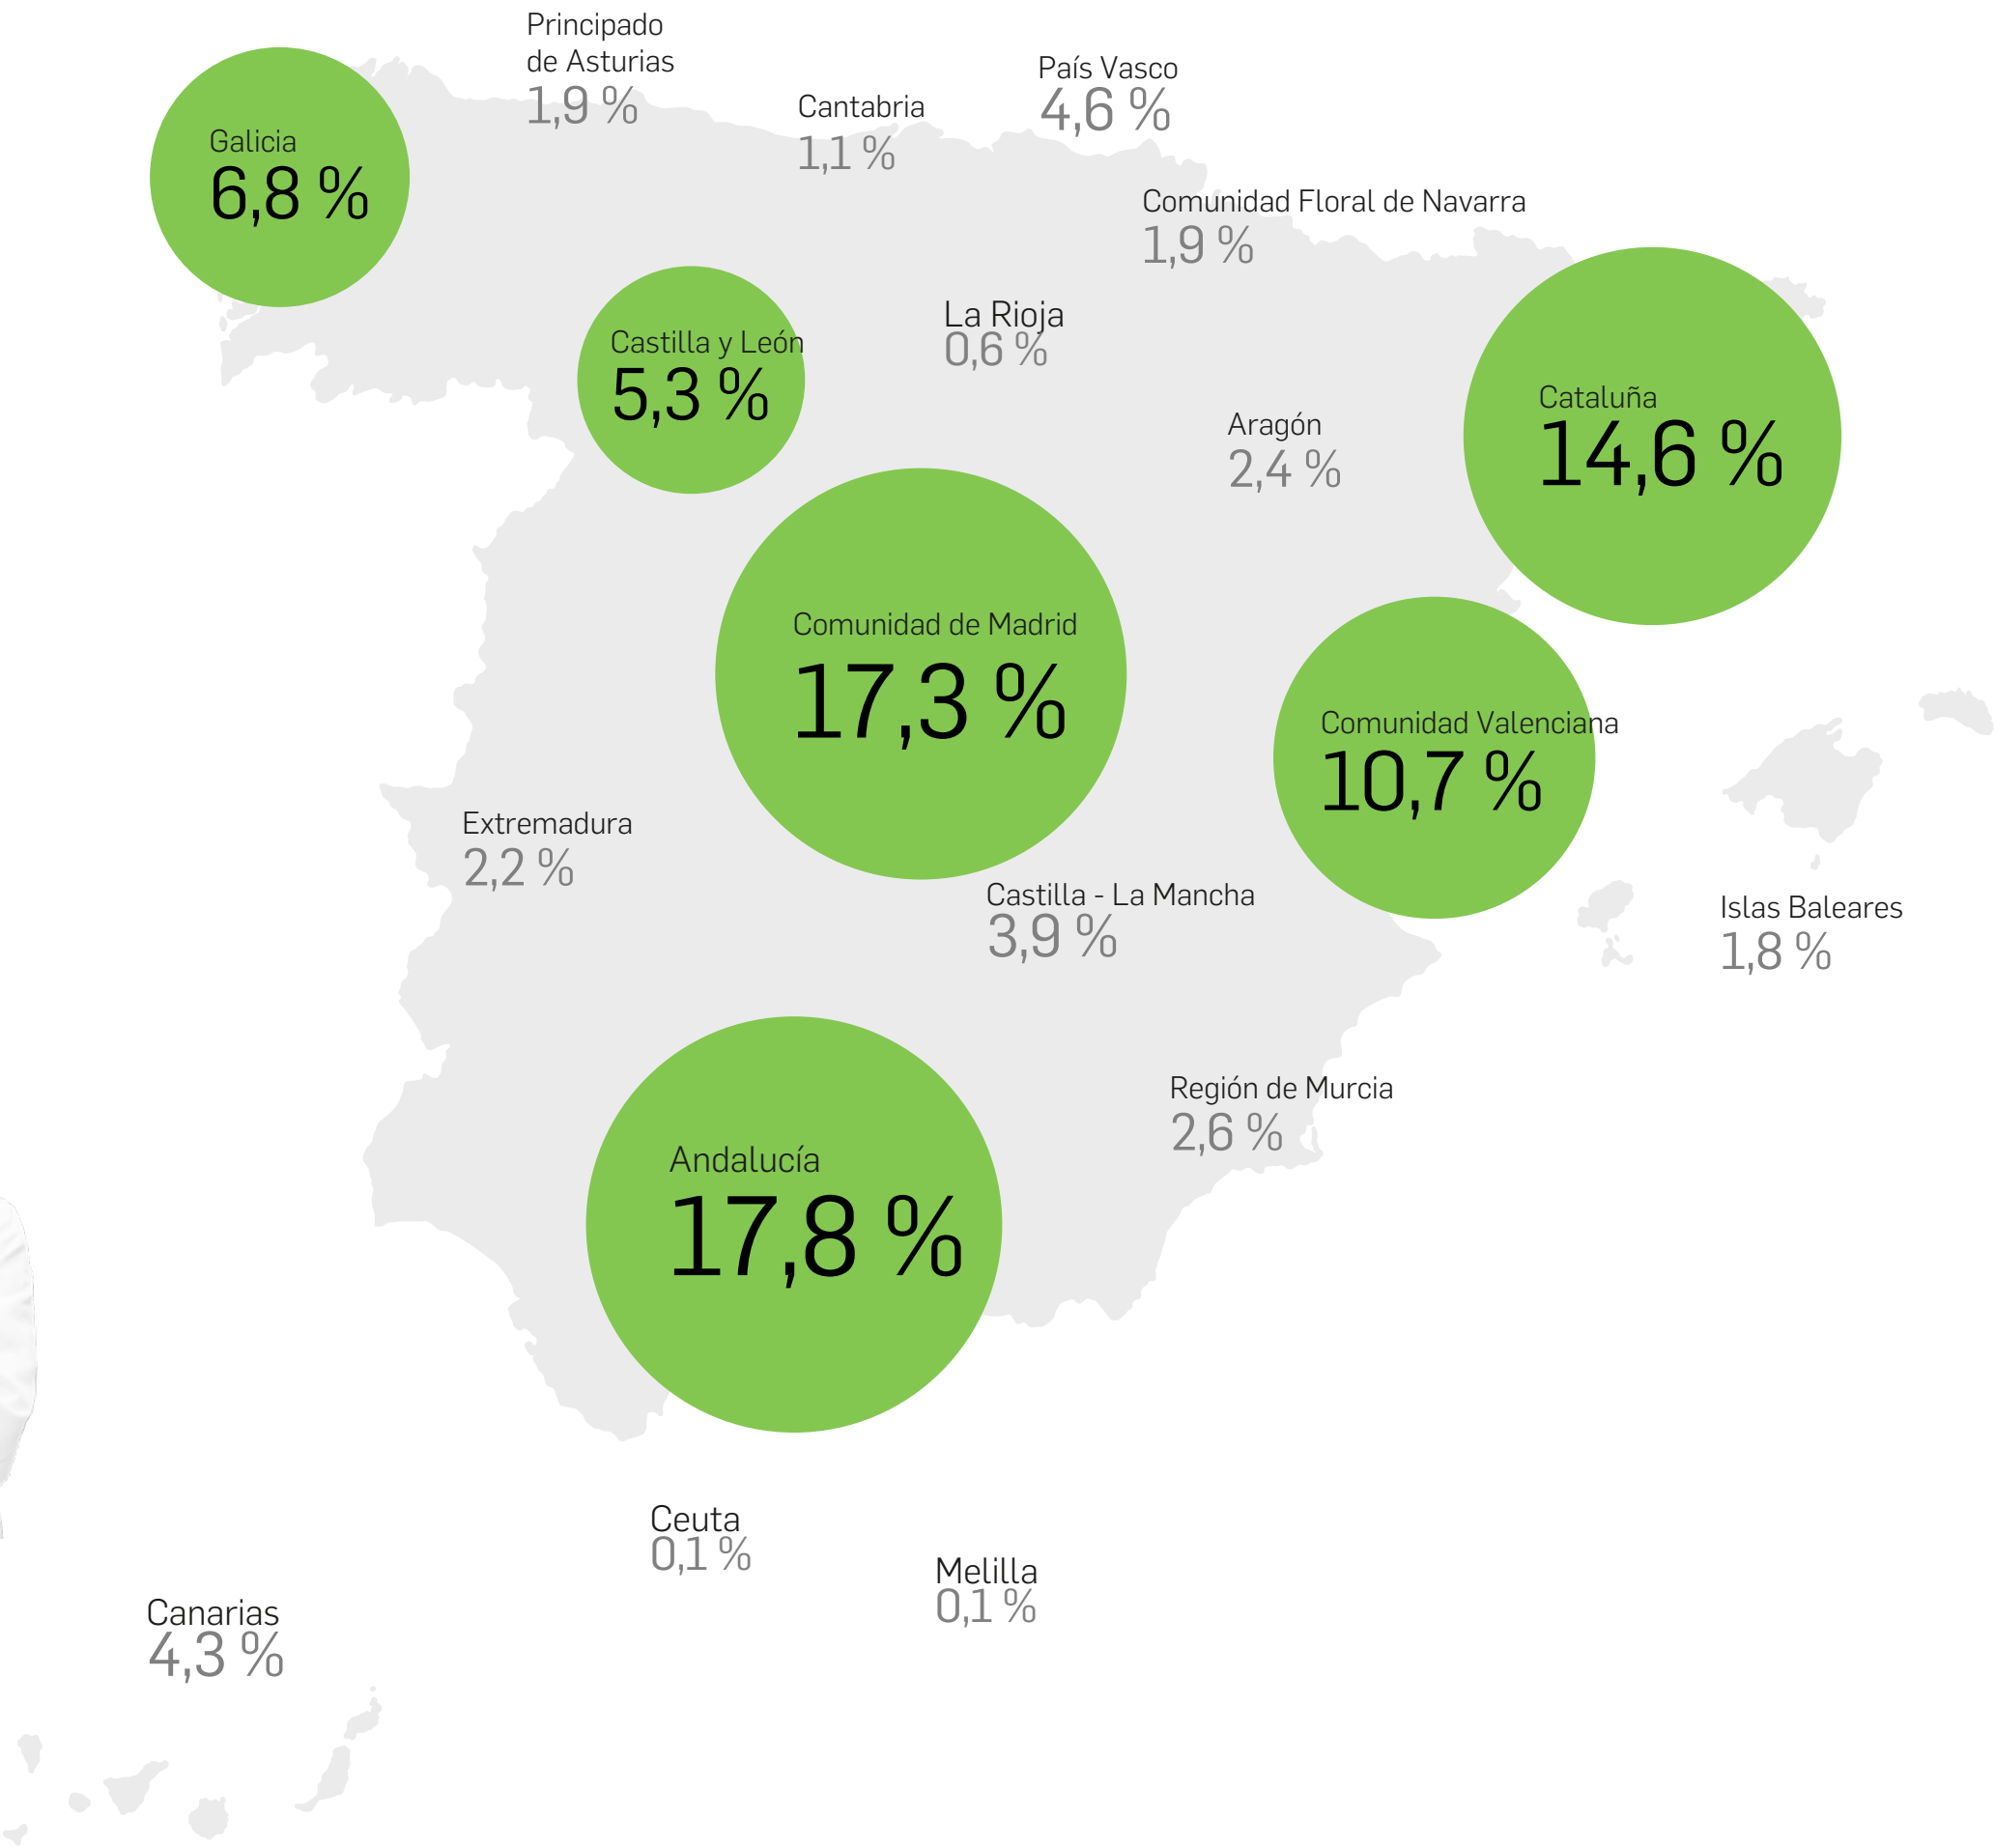 Principado
de Asturias
1,9 %
País Vasco
4,6 %
Cantabria
1,1 %
Galicia
6,8 %
Comunidad Floral de Navarra
1,9 %
La Rioja
0,6 %
Castilla y León
5,3 %
Cataluña
14,6 %
Aragón
2,4 %
Comunidad de Madrid
17,3 %
Comunidad Valenciana
10,7 %
Extremadura
2,2 %
Castilla - La Mancha
3,9 %
Islas Baleares
1,8 %
Región de Murcia
2,6 %
Andalucía
17,8 %
Ceuta
0,1 %
Melilla
0,1 %
Canarias
4,3 %